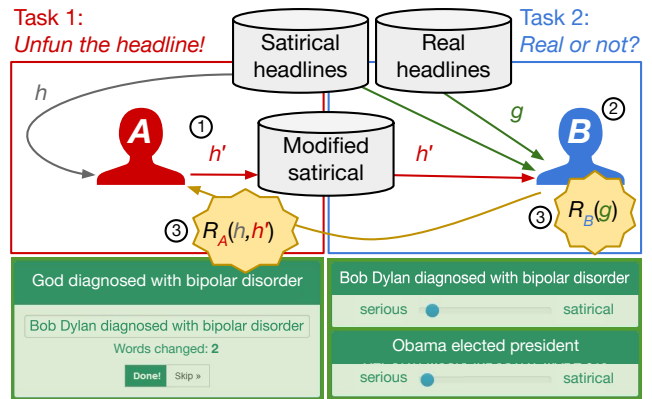 Task 1:
Unfun the headline!
Satirical
headlines
Real
headlines
Task 2:
Real or not?
h
A
1
h'
Modified
satirical
h'
g
B
2
3
R_A(h,h')
3
R_B(g)
God diagnosed with bipolar disorder
Bob Dylan diagnosed with bipolar disorder
Words changed: 2
Done! Skip »
Bob Dylan diagnosed with bipolar disorder
serious satirical
Obama elected president
serious satirical